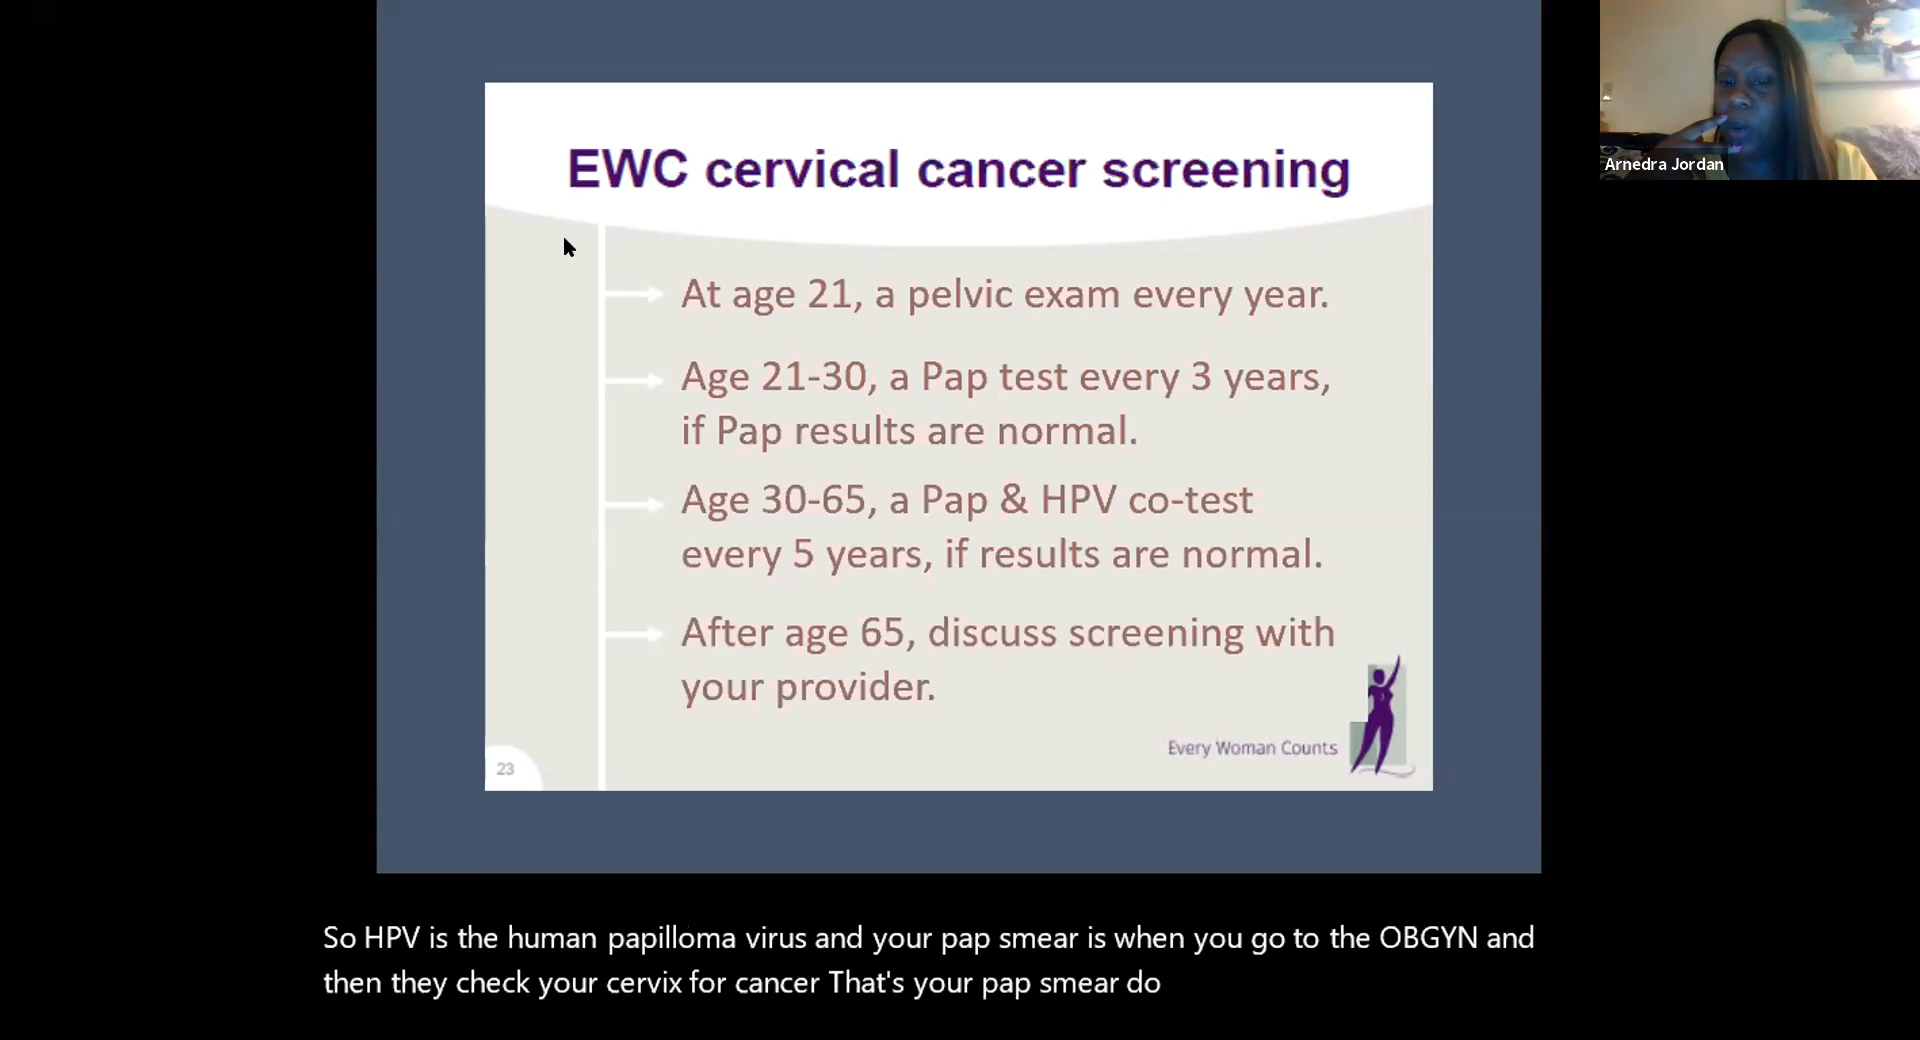 Arnedra Jordan
EWC cervical cancer screening
At age 21, a pelvic exam every year.
Age 21-30, a Pap test every 3 years,
if Pap results are normal.
Age 30-65, a Pap & HPV co-test
every 5 years, if results are normal.
After age 65, discuss screening with
your provider.
Every Woman Counts
23
So HPV is the human papilloma virus and your pap smear is when you go to the OBGYN and
then they check your cervix for cancer That's your pap smear do